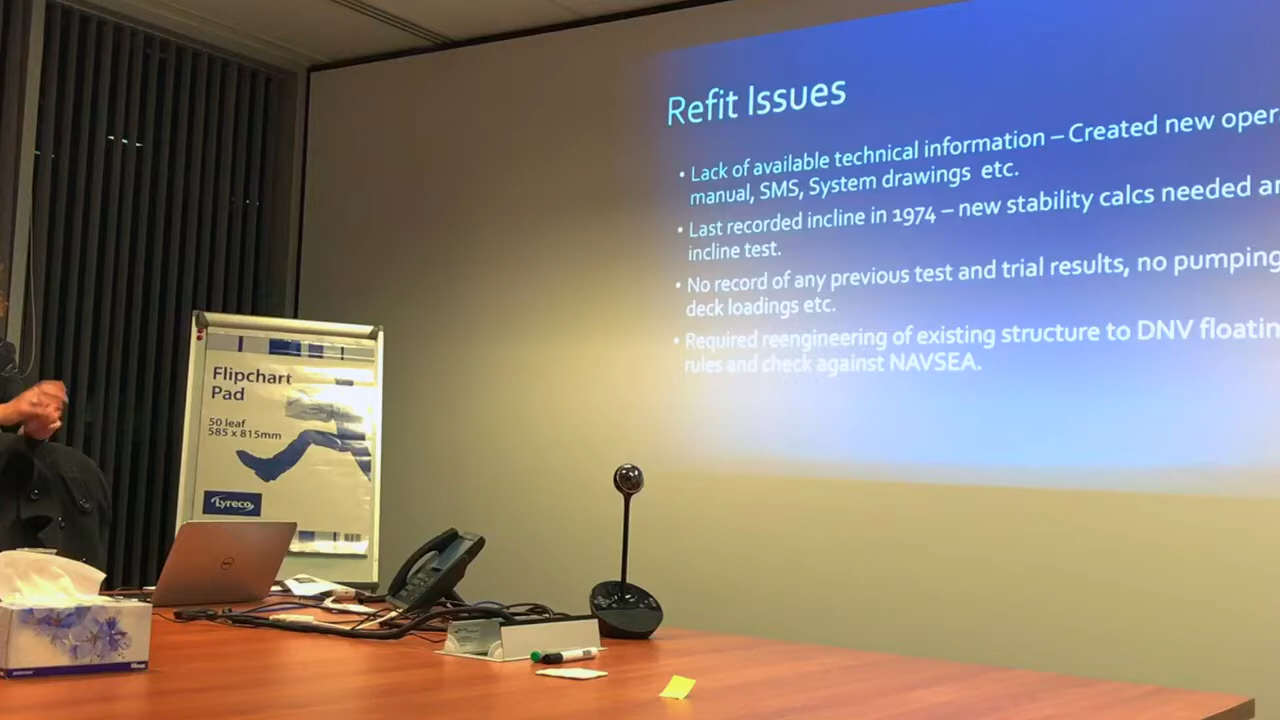 Refit Issues
• Lack of available technical information – Created new oper
manual, SMS, System drawings etc.
• Last recorded incline in 1974 – new stability calcs needed an
incline test.
• No record of any previous test and trial results, no pumping
deck loadings etc.
• Required reengineering of existing structure to DNV floatin
rules and check against NAVSEA.
Flipchart
Pad
50 leaf
585 x 815mm
Lyreco
DELL